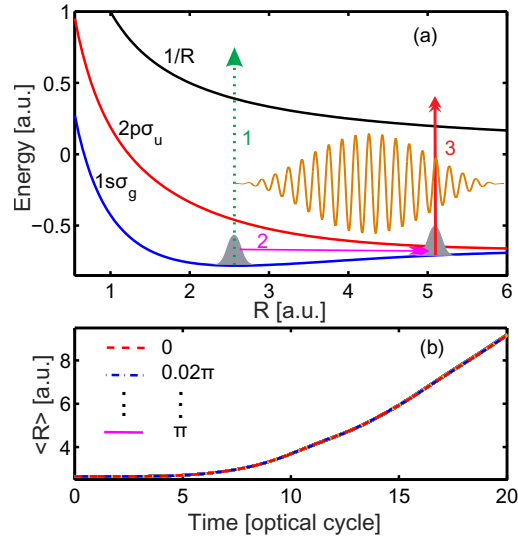 (a)
1/R
2pσu
1sσg
1
2
3
Energy [a.u.]
1
0.5
0
−0.5
1
2
3
4
5
6
R [a.u.]
(b)
0
0.02π
π
<R> [a.u.]
8
6
4
0
5
10
15
20
Time [optical cycle]